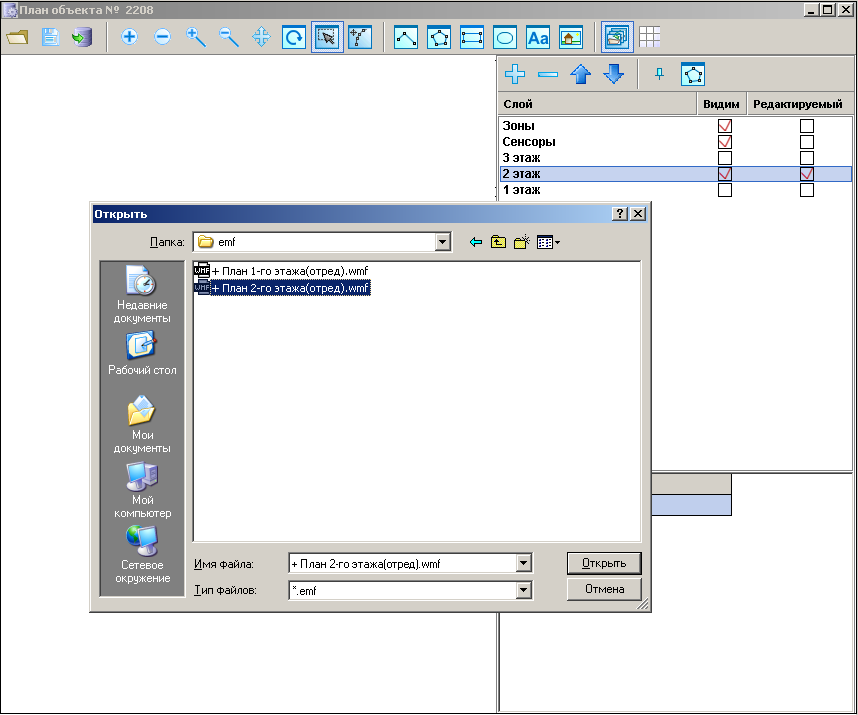 План объекта № 2208
Aa
Слой Видим Редактируемый
Зоны
Сенсоры
3 этаж
2 этаж
1 этаж
Открыть
Папка: emf
WMF + План 1-го этажа(отред).wmf
WMF + План 2-го этажа(отред).wmf
Недавние
документы
Рабочий стол
Мои
документы
Мой
компьютер
Сетевое
окружение
Имя файла: + План 2-го этажа(отред).wmf Открыть
Тип файлов: *.emf Отмена